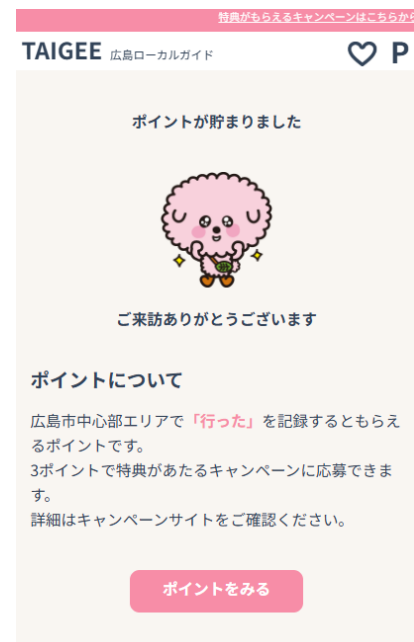 特典がもらえるキャンペーンはこちらから
TAIGEE 広島ローカルガイド P
ポイントが貯まりました
ご来訪ありがとうございます
ポイントについて
広島市中心部エリアで「行った」を記録するともらえ
るポイントです。
3ポイントで特典があたるキャンペーンに応募できま
す。
詳細はキャンペーンサイトをご確認ください。
ポイントをみる